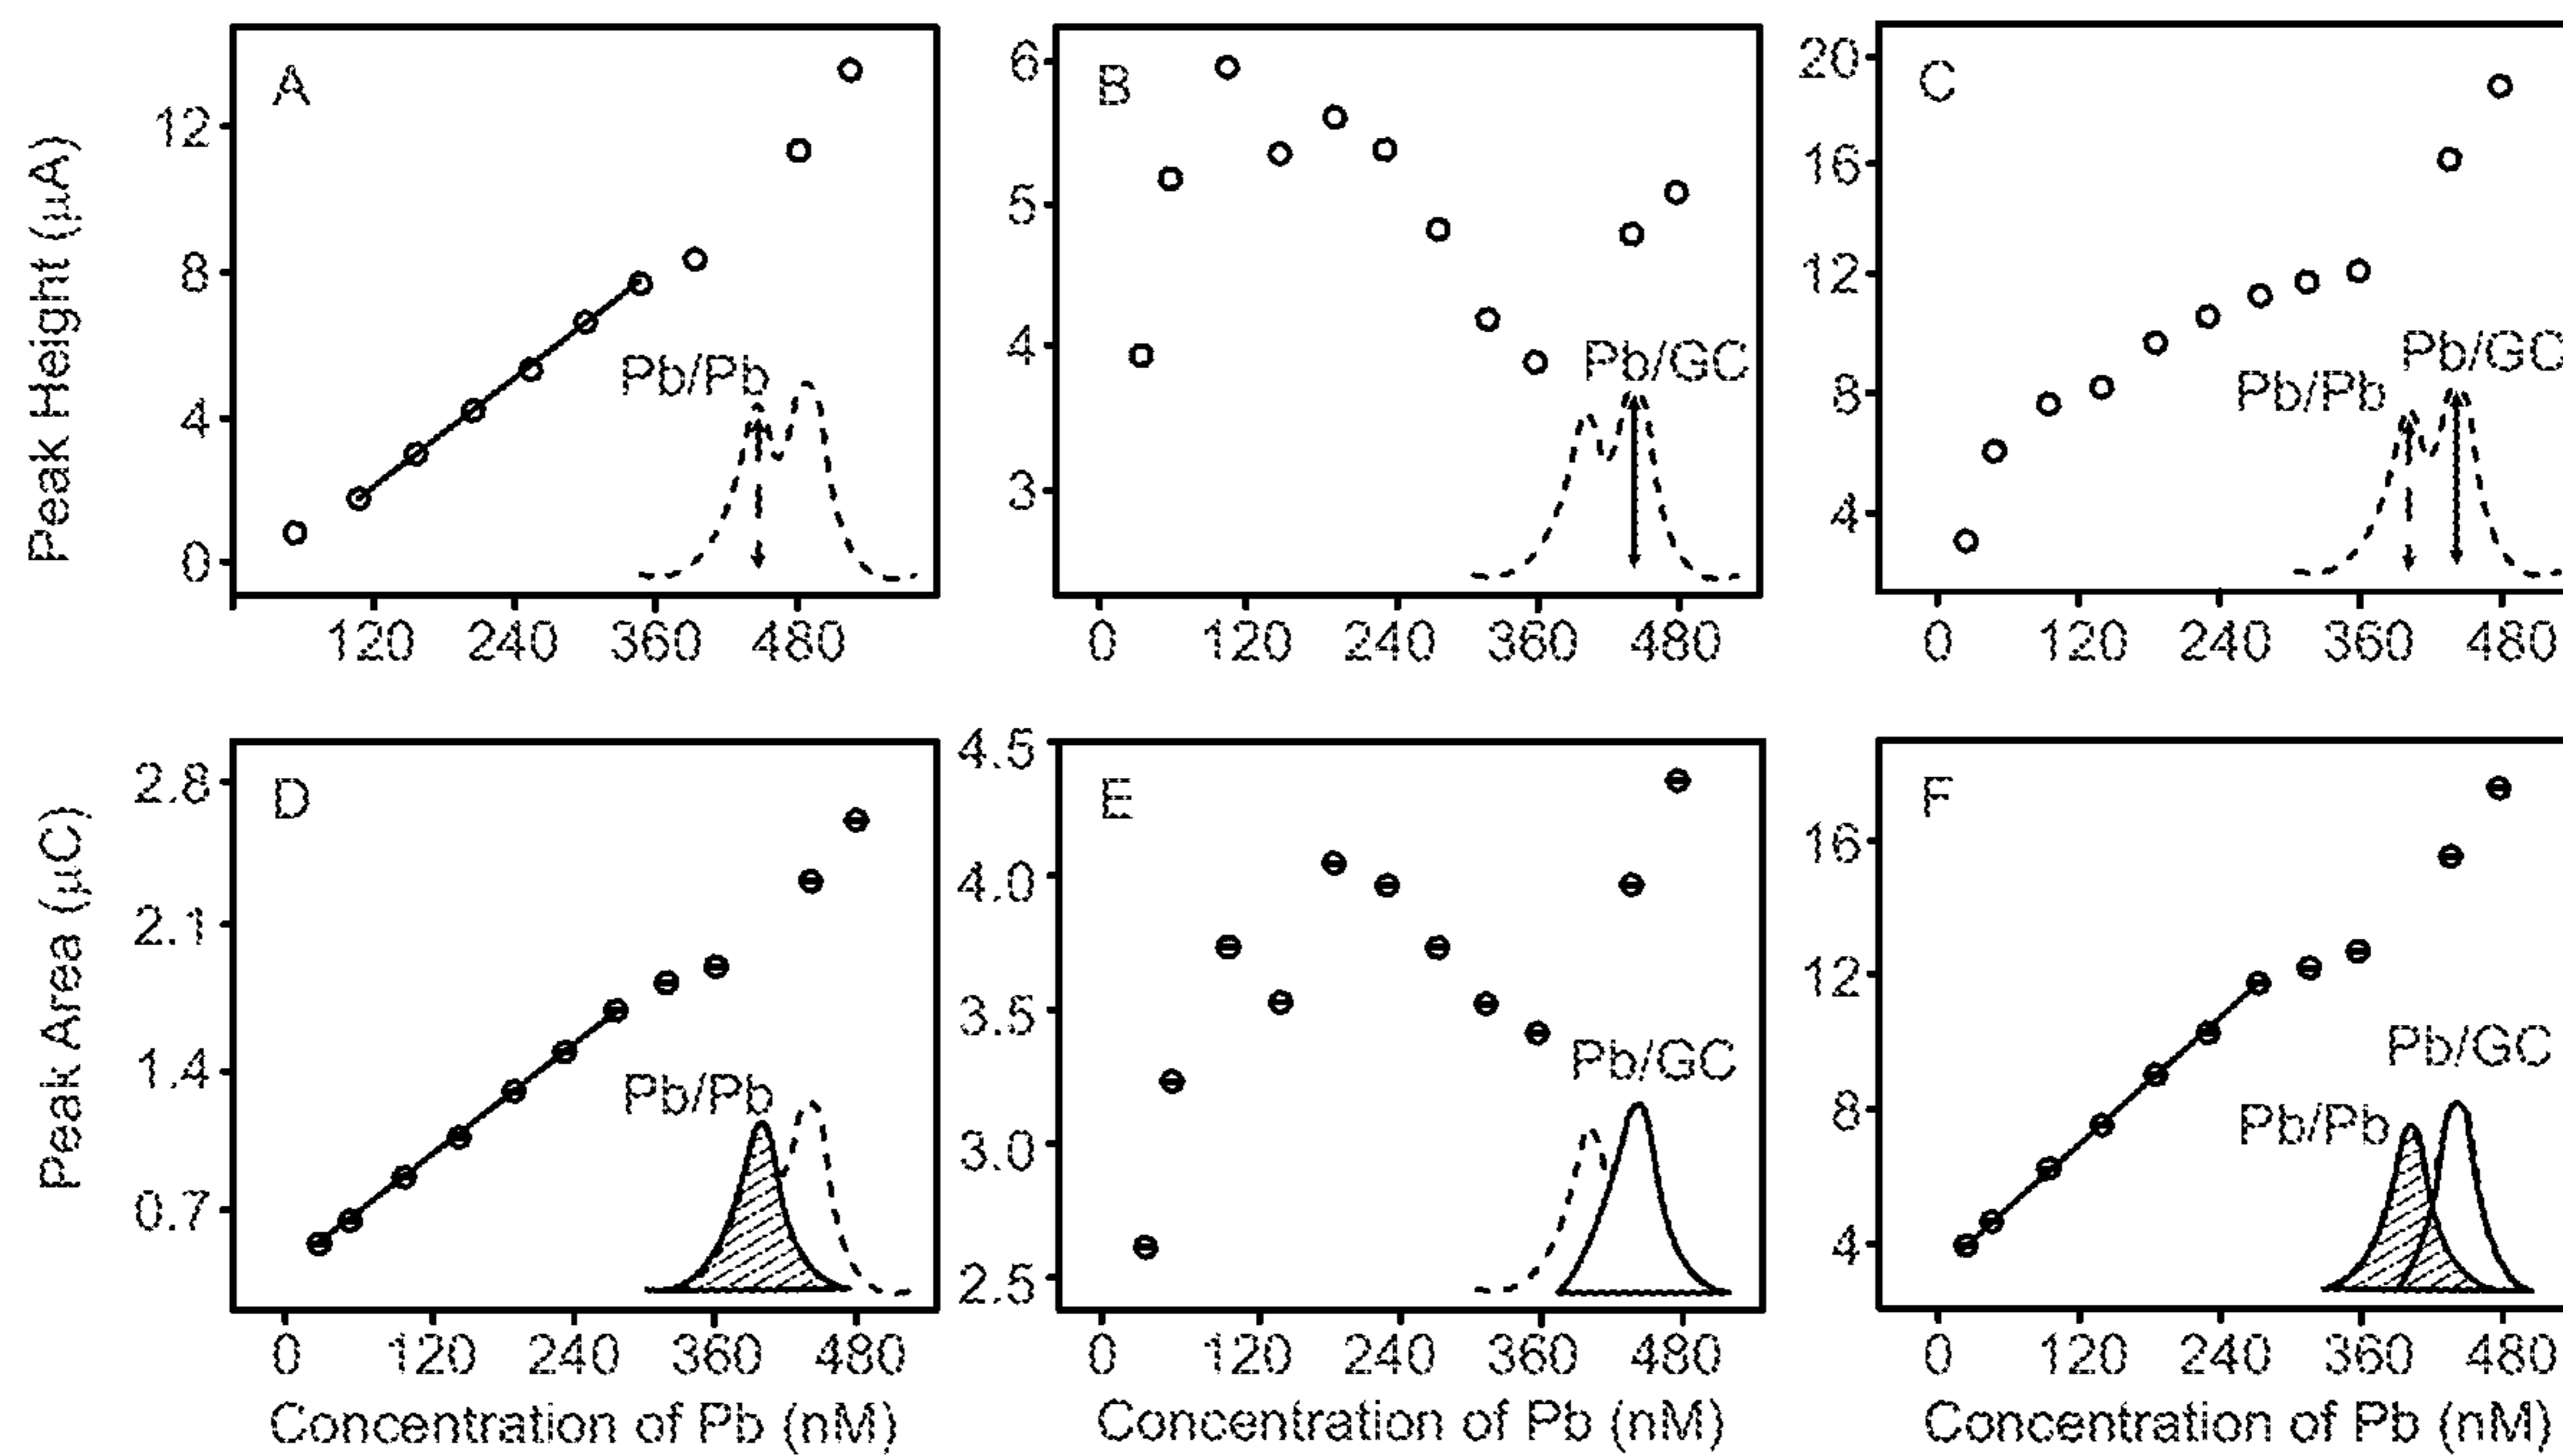 Peak Height (µA)
A
12
8
4
0
Pb/Pb
120 240 360 480
B
6
5
4
3
Pb/GC
0 120 240 360 480
C
20
16
12
8
4
Pb/Pb
Pb/GC
0 120 240 360 480
Peak Area (µC)
D
2.8
2.1
1.4
0.7
Pb/Pb
0 120 240 360 480
Concentration of Pb (nM)
E
4.5
4.0
3.5
3.0
2.5
Pb/GC
0 120 240 360 480
Concentration of Pb (nM)
F
16
12
8
4
Pb/Pb
Pb/GC
0 120 240 360 480
Concentration of Pb (nM)